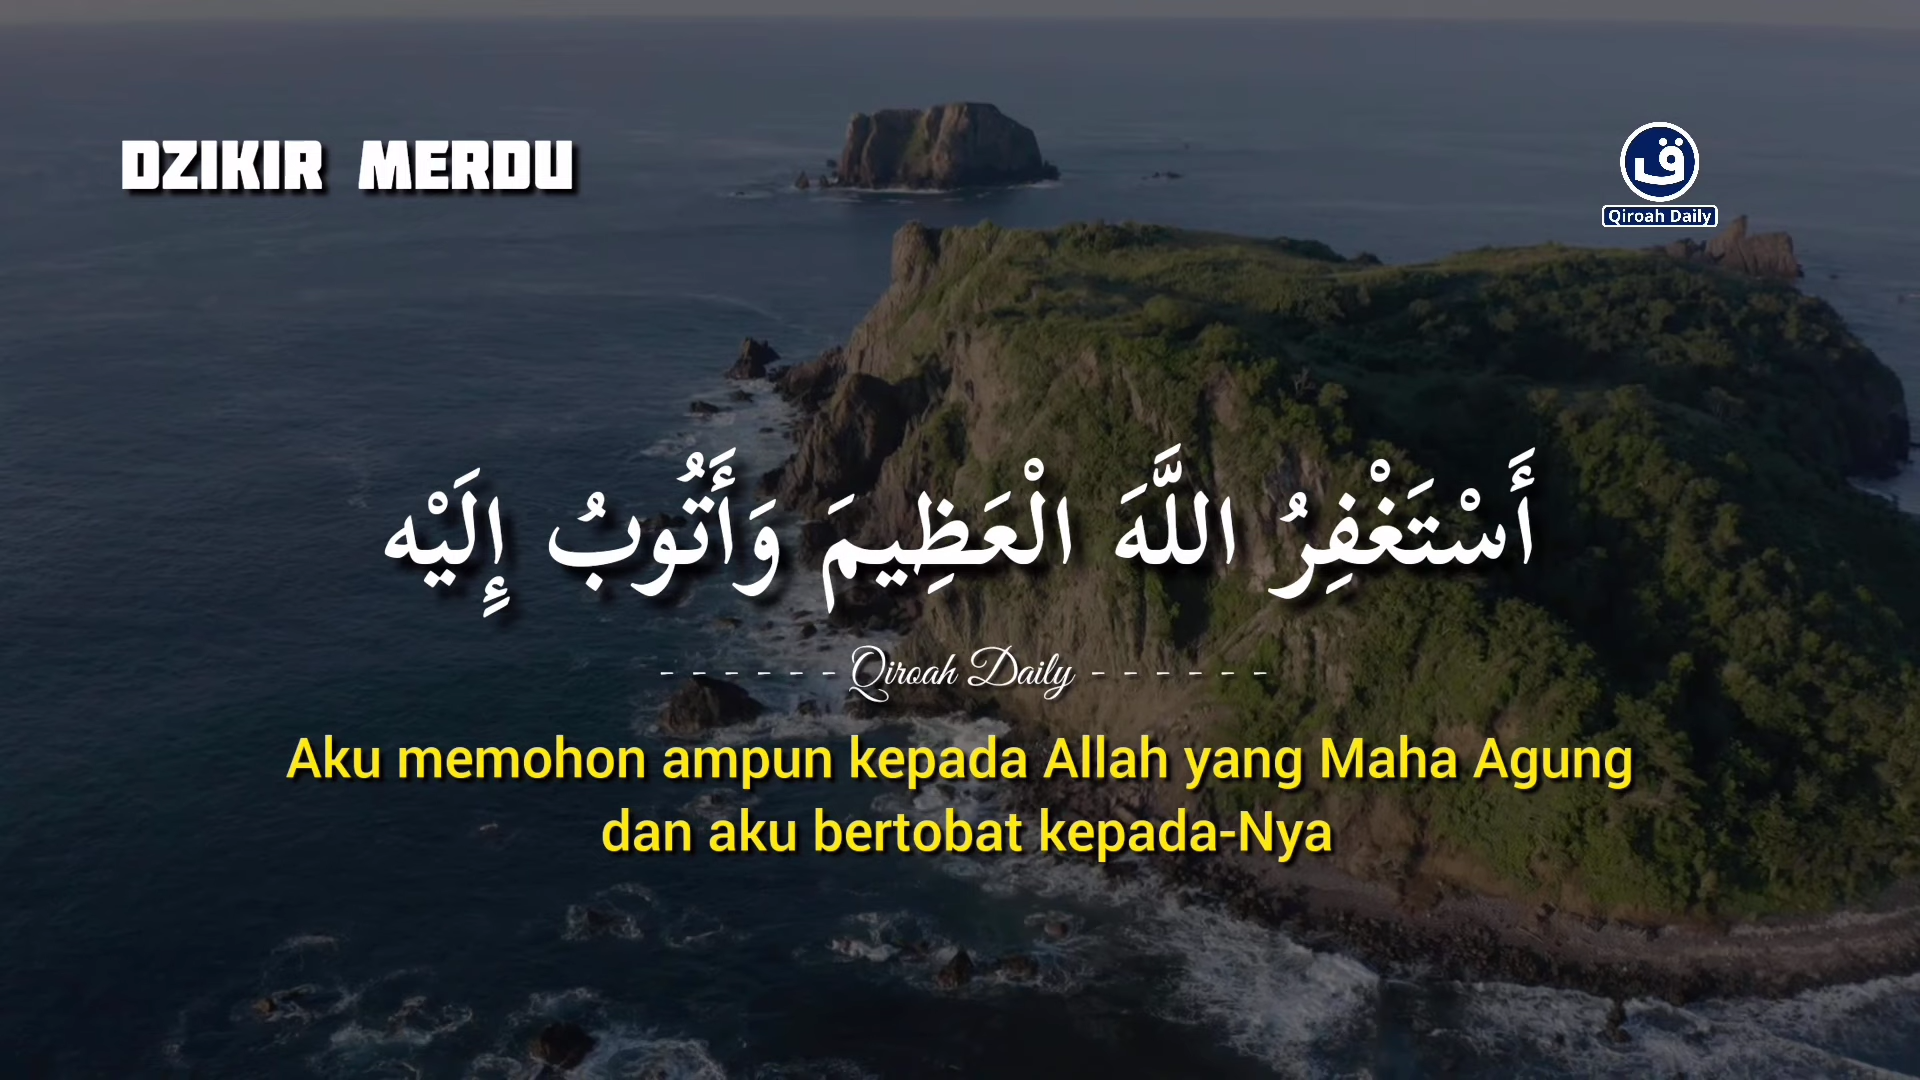 DZIKIR MERDU
ق
Qiroah Daily
أَسْتَغْفِرُ اللَّهَ الْعَظِيمَ وَأَتُوبُ إِلَيْه
------ Qiroah Daily ------
Aku memohon ampun kepada Allah yang Maha Agung
dan aku bertobat kepada-Nya